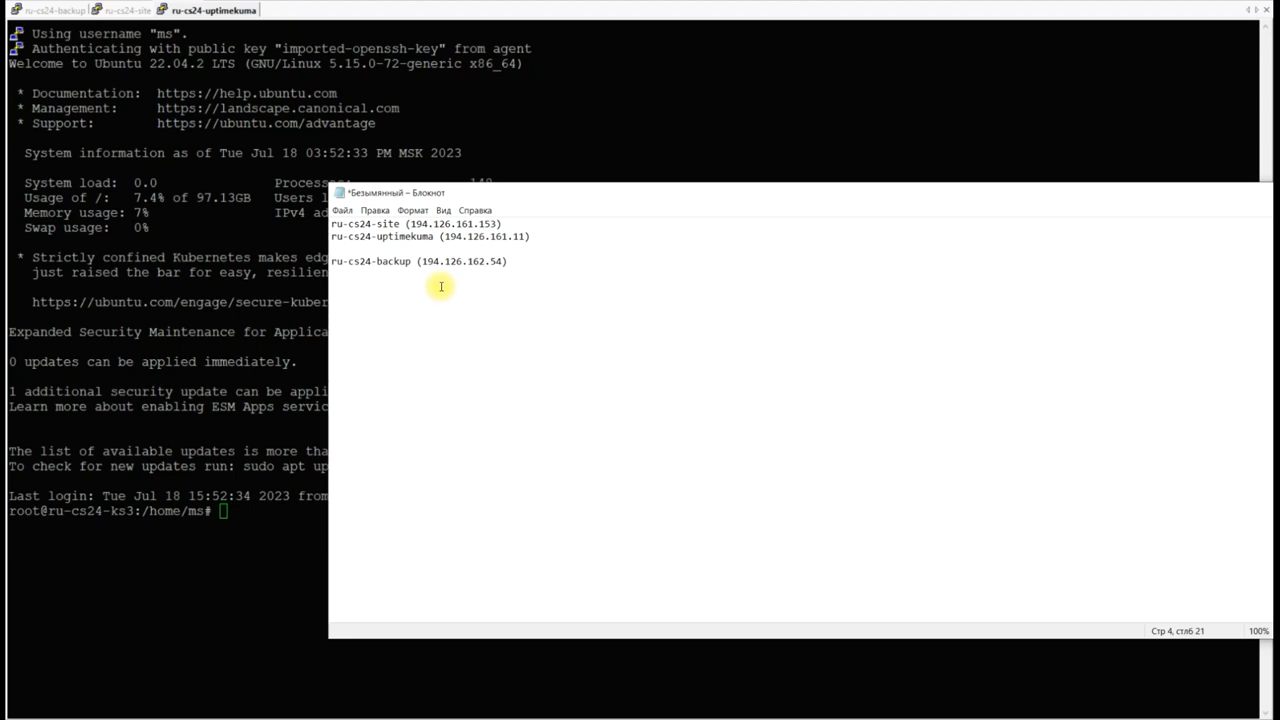 ru-cs24-backup ru-cs24-site ru-cs24-uptimekuma
Using username "ms".
Authenticating with public key "imported-openssh-key" from agent
Welcome to Ubuntu 22.04.2 LTS (GNU/Linux 5.15.0-72-generic x86_64)
* Documentation: https://help.ubuntu.com
* Management: https://landscape.canonical.com
* Support: https://ubuntu.com/advantage
System information as of Tue Jul 18 03:52:33 PM MSK 2023
System load: 0.0 Processes:
Usage of /: 7.4% of 97.13GB Users l
Memory usage: 7% IPv4 ad
Swap usage: 0%
* Strictly confined Kubernetes makes edg
just raised the bar for easy, resilien
https://ubuntu.com/engage/secure-kuber
Expanded Security Maintenance for Applica
0 updates can be applied immediately.
1 additional security update can be appli
Learn more about enabling ESM Apps servic
The list of available updates is more tha
To check for new updates run: sudo apt up
Last login: Tue Jul 18 15:52:34 2023 from
root@ru-cs24-ks3:/home/ms#
*Безымянный – Блокнот
Файл Правка Формат Вид Справка
ru-cs24-site (194.126.161.153)
ru-cs24-uptimekuma (194.126.161.11)
ru-cs24-backup (194.126.162.54)
Стр 4, стлб 21 100%